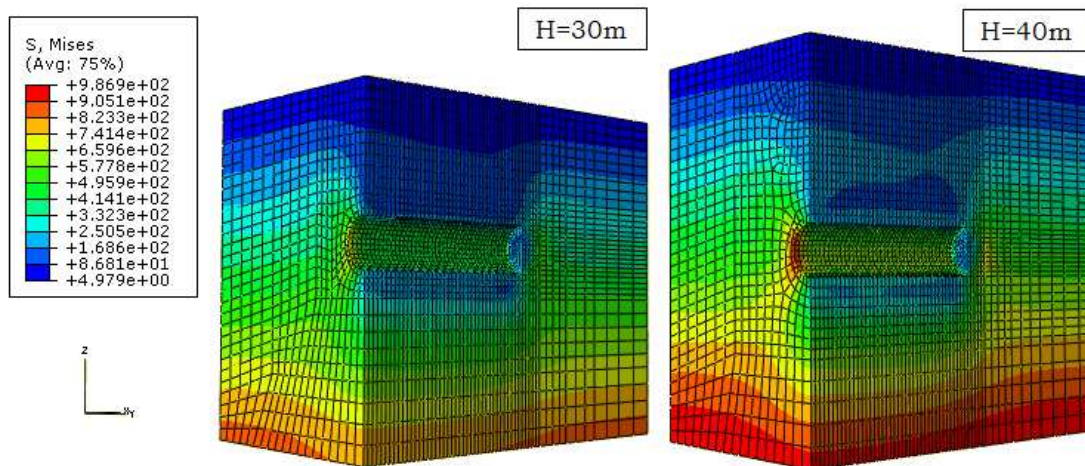 H=30m
H=40m
S, Mises
(Avg: 75%)
+9.869e+02
+9.051e+02
+8.233e+02
+7.414e+02
+6.596e+02
+5.778e+02
+4.959e+02
+4.141e+02
+3.323e+02
+2.505e+02
+1.686e+02
+8.681e+01
+4.979e+00
Z
Y